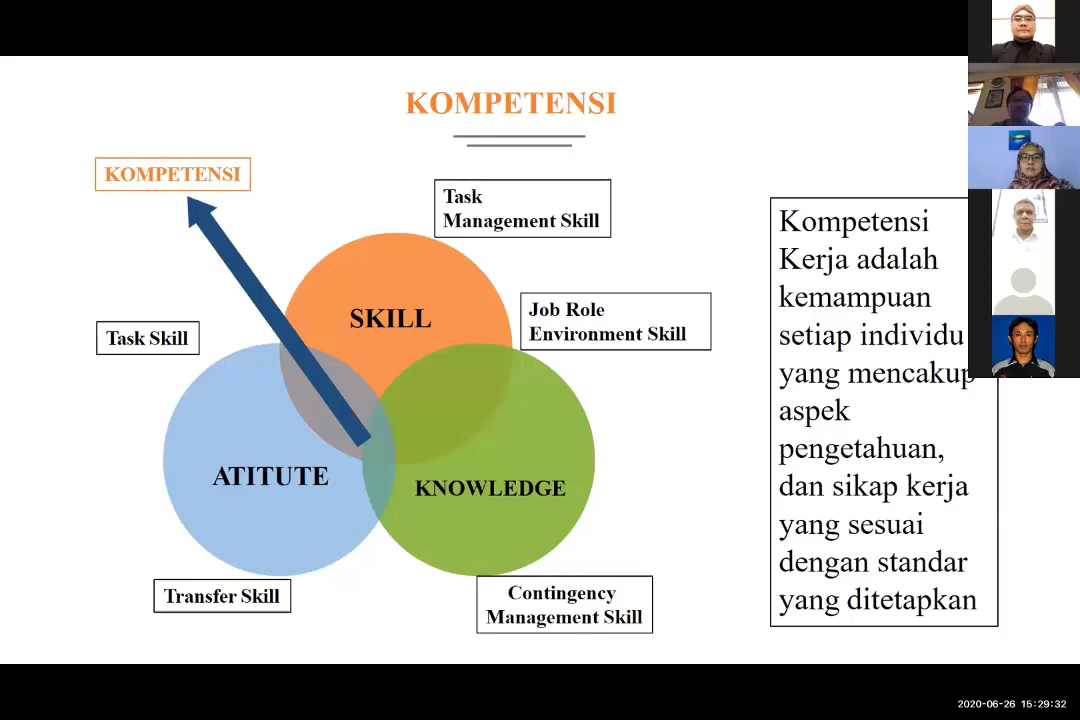 KOMPETENSI
KOMPETENSI
Task
Management Skill
SKILL
Job Role
Environment Skill
Task Skill
ATITUTE
KNOWLEDGE
Transfer Skill
Contingency
Management Skill
Kompetensi
Kerja adalah
kemampuan
setiap individu
yang mencakup
aspek
pengetahuan,
dan sikap kerja
yang sesuai
dengan standar
yang ditetapkan
2020-06-26 15:29:32